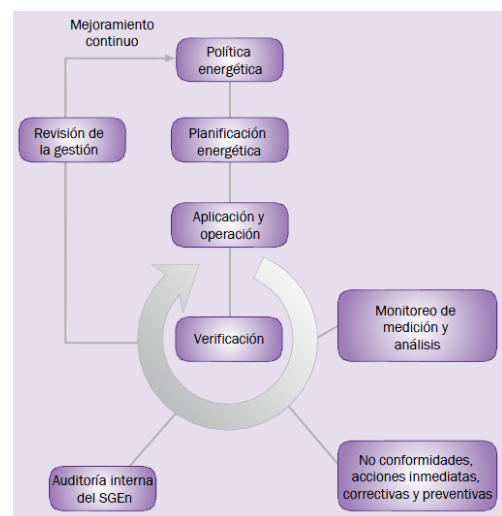 Mejoramiento
continuo
Política
energética
Revisión de
la gestión
Planificación
energética
Aplicación y
operación
Verificación
Monitoreo de
medición y
análisis
Auditoría interna
del SGEn
No conformidades,
acciones inmediatas,
correctivas y preventivas